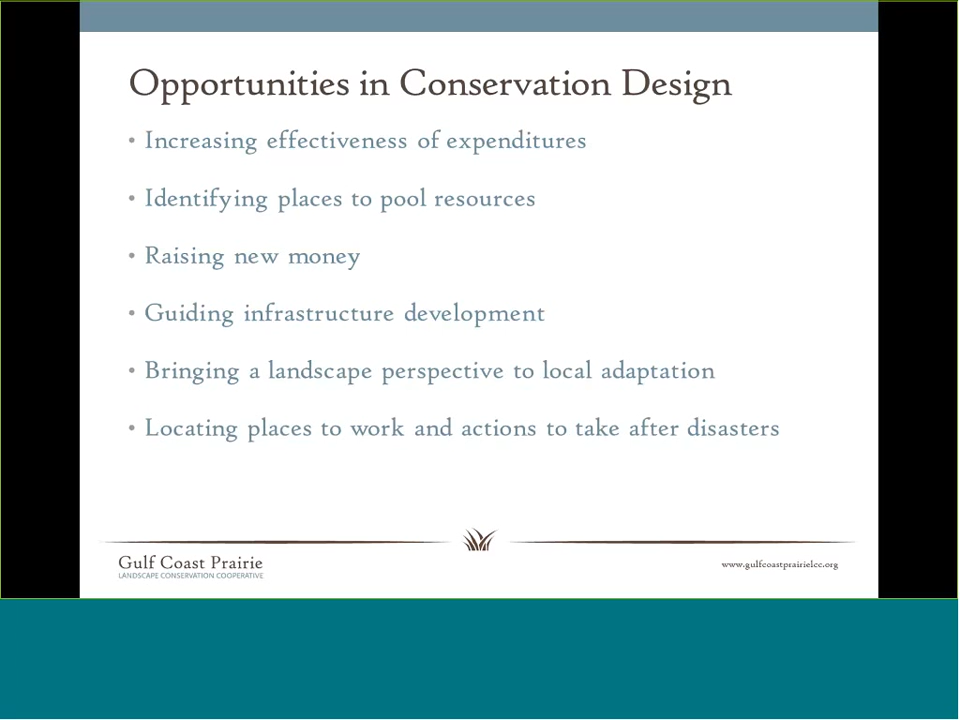 Opportunities in Conservation Design
• Increasing effectiveness of expenditures
• Identifying places to pool resources
• Raising new money
• Guiding infrastructure development
• Bringing a landscape perspective to local adaptation
• Locating places to work and actions to take after disasters
Gulf Coast Prairie
LANDSCAPE CONSERVATION COOPERATIVE
www.gulfcoastprairielcc.org